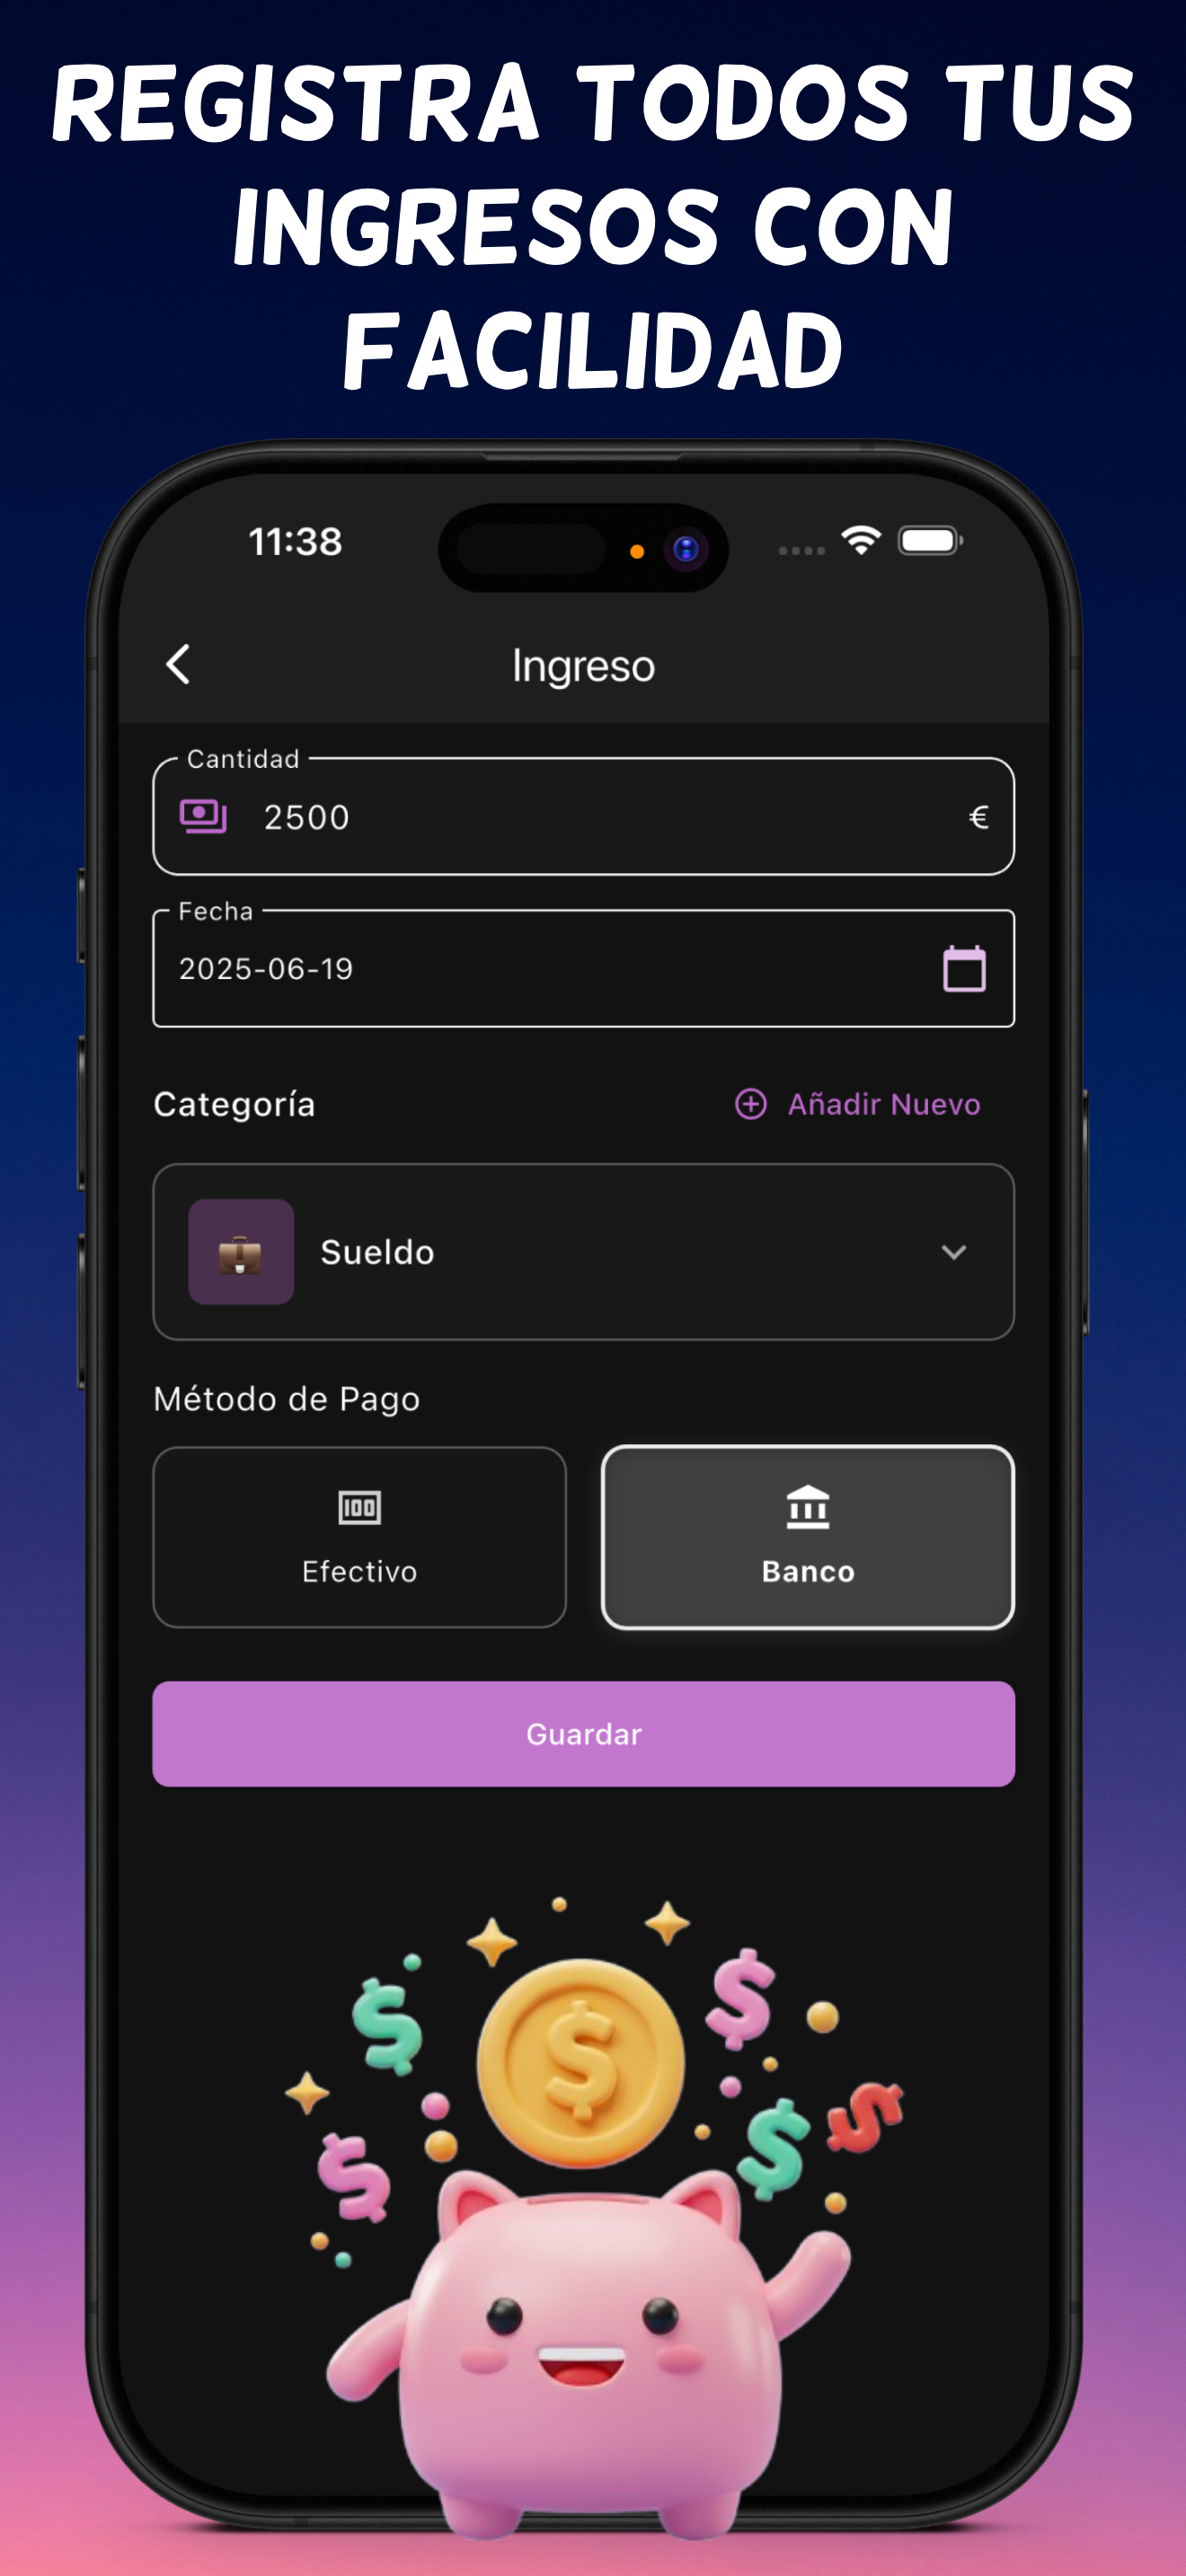 REGISTRA TODOS TUS
INGRESOS CON
FACILIDAD
11:38
Ingreso
Cantidad
2500 €
Fecha
2025-06-19
Categoría
Añadir Nuevo
Sueldo
Método de Pago
100
Efectivo
Banco
Guardar
$
$
$
$
$
$